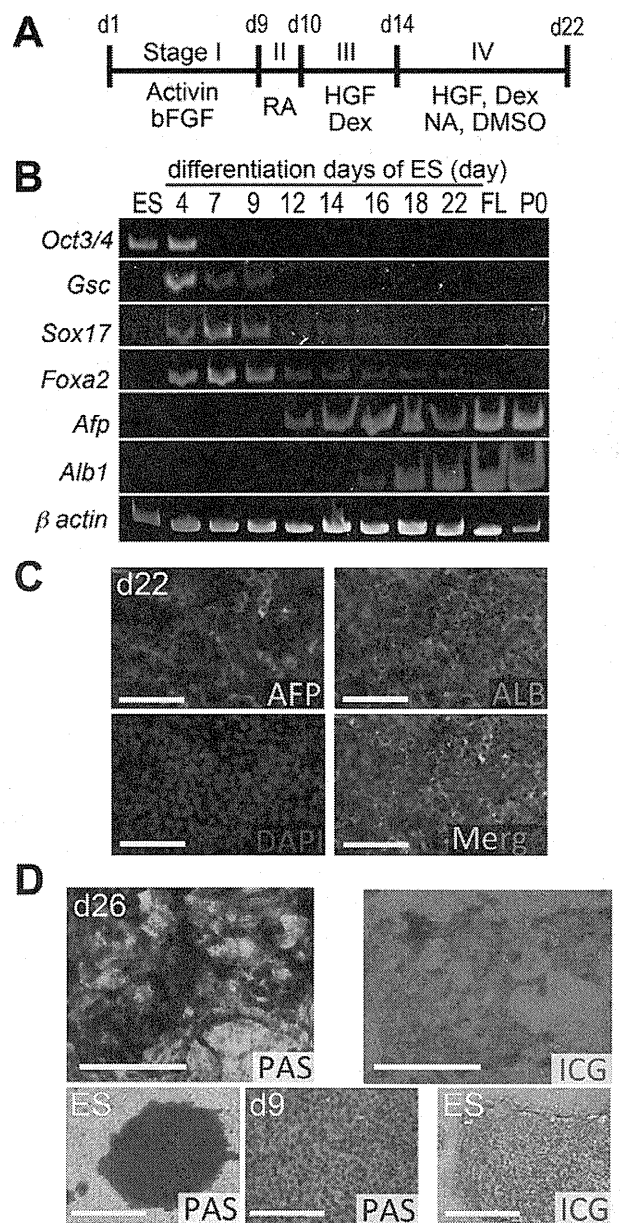 A
d1 d9 d10 d14 d22
Stage I II III IV
Activin
bFGF
RA
HGF
Dex
HGF, Dex
NA, DMSO
B
differentiation days of ES (day)
ES 4 7 9 12 14 16 18 22 FL P0
Oct3/4
Gsc
Sox17
Foxa2
Afp
Alb1
β actin
C
d22
AFP
ALB
DAPI
Merg
D
d26
PAS
ICG
ES
PAS
d9
PAS
ES
ICG